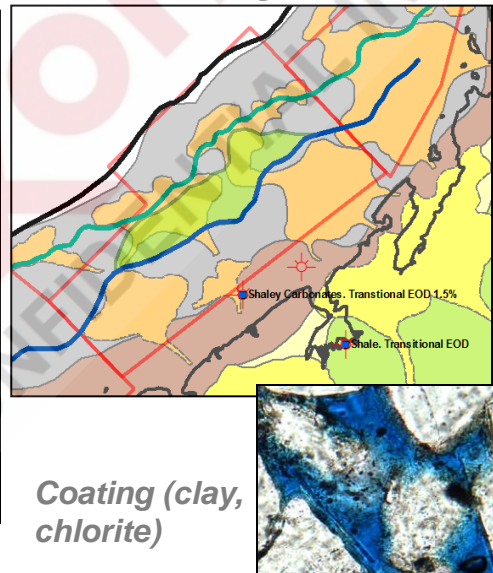 Shaley Carbonates. Transtional EOD 1.5%
Shale. Transitional EOD
Coating (clay,
chlorite)